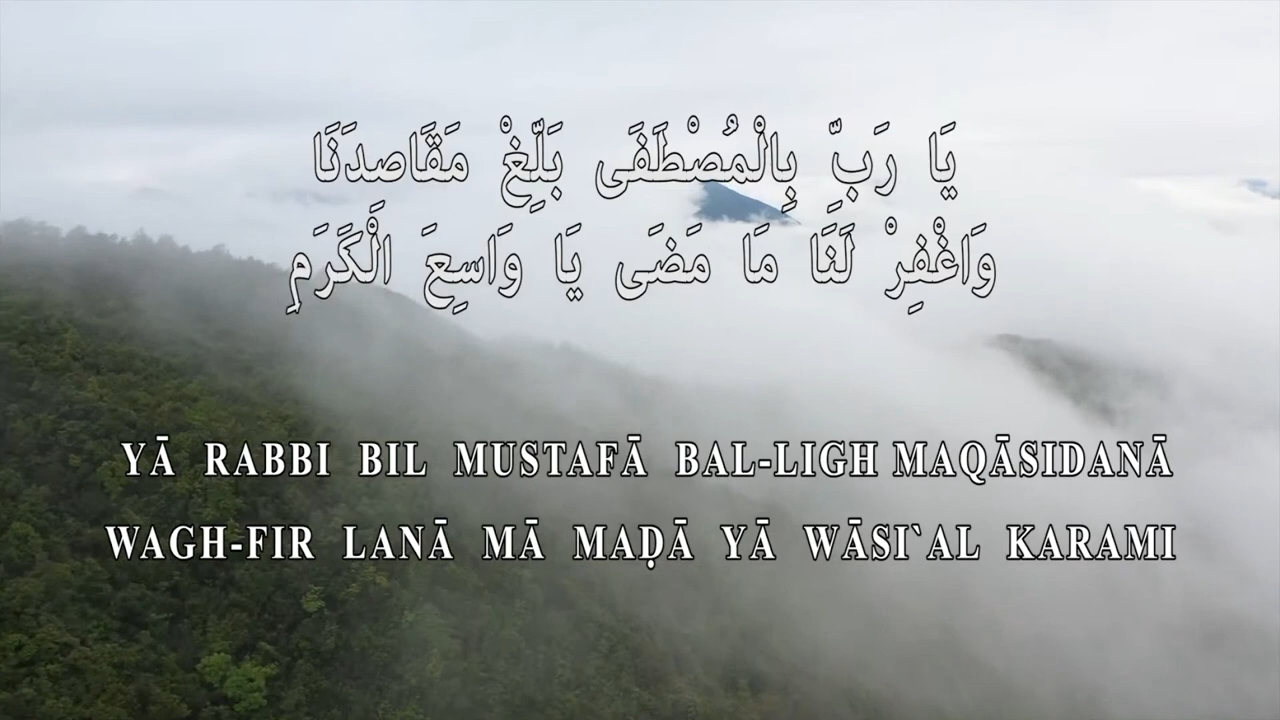 يَا رَبِّ بِالْمُصْطَفَى بَلِّغْ مَقَاصِدَنَا
وَاغْفِرْ لَنَا مَا مَضَى يَا وَاسِعَ الْكَرَمِ
YĀ RABBI BIL MUSTAFĀ BAL-LIGH MAQĀSIDANĀ
WAGH-FIR LANĀ MĀ MAḌĀ YĀ WĀSI`AL KARAMI